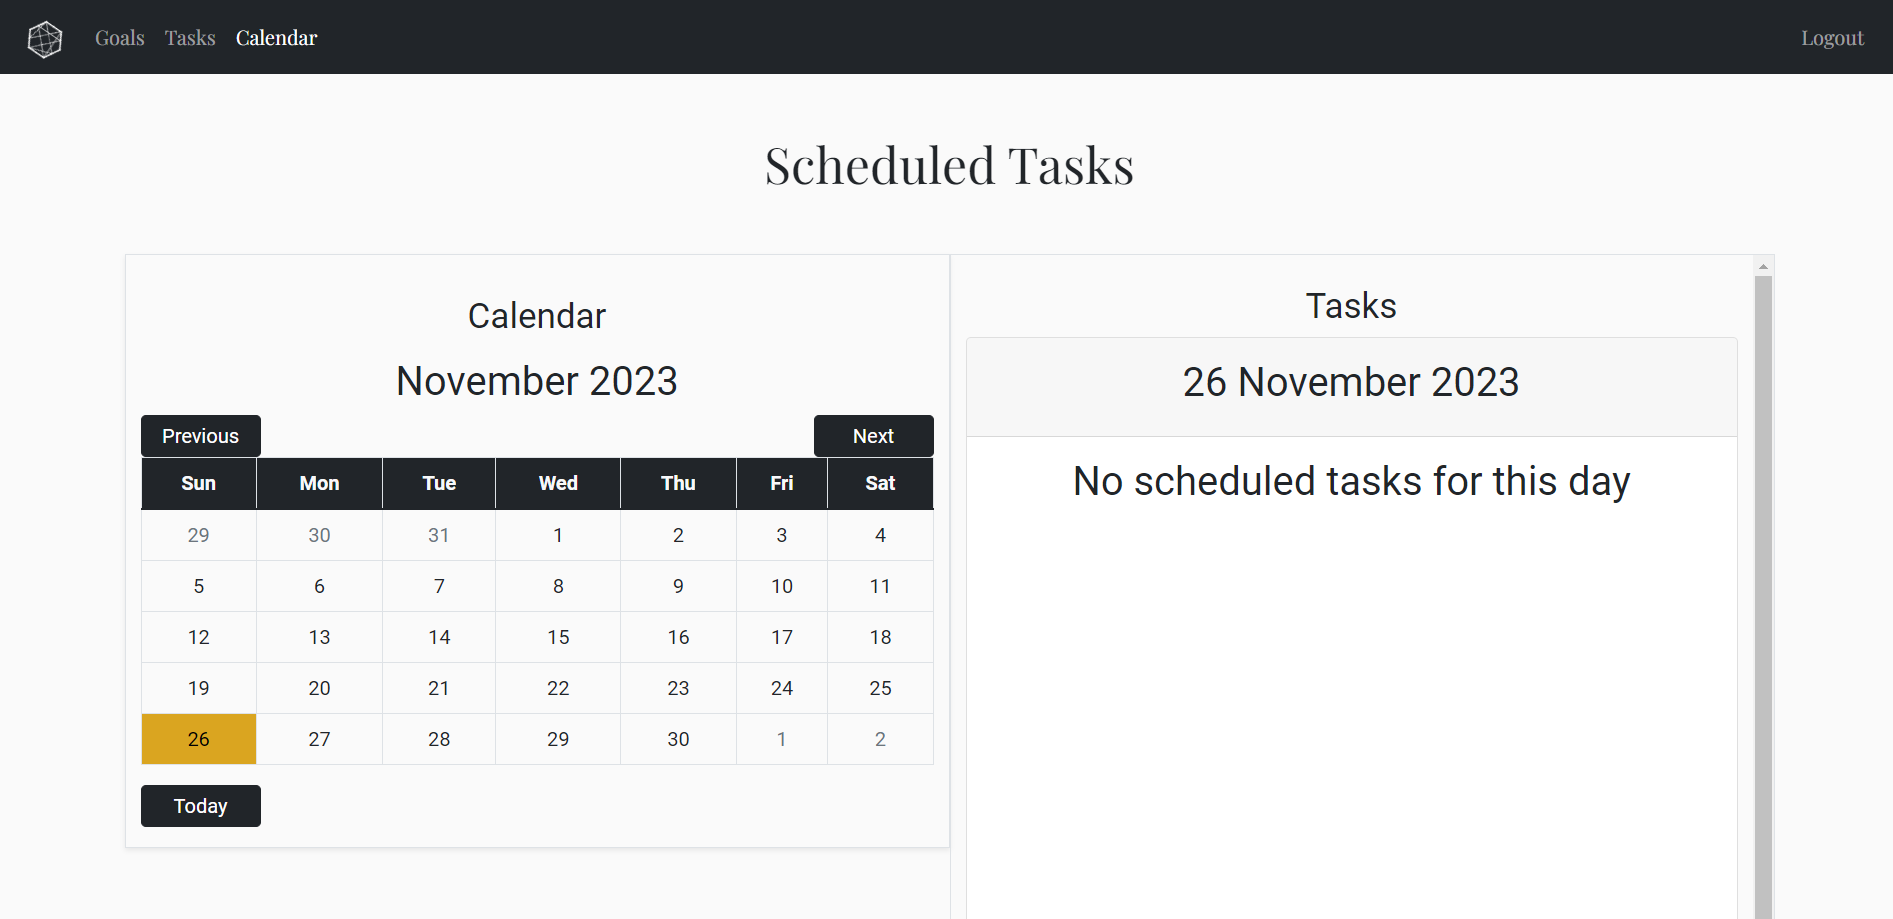 Goals Tasks Calendar Logout
Scheduled Tasks
Calendar
November 2023
Previous Next
Sun Mon Tue Wed Thu Fri Sat
29 30 31 1 2 3 4
5 6 7 8 9 10 11
12 13 14 15 16 17 18
19 20 21 22 23 24 25
26 27 28 29 30 1 2
Today
Tasks
26 November 2023
No scheduled tasks for this day